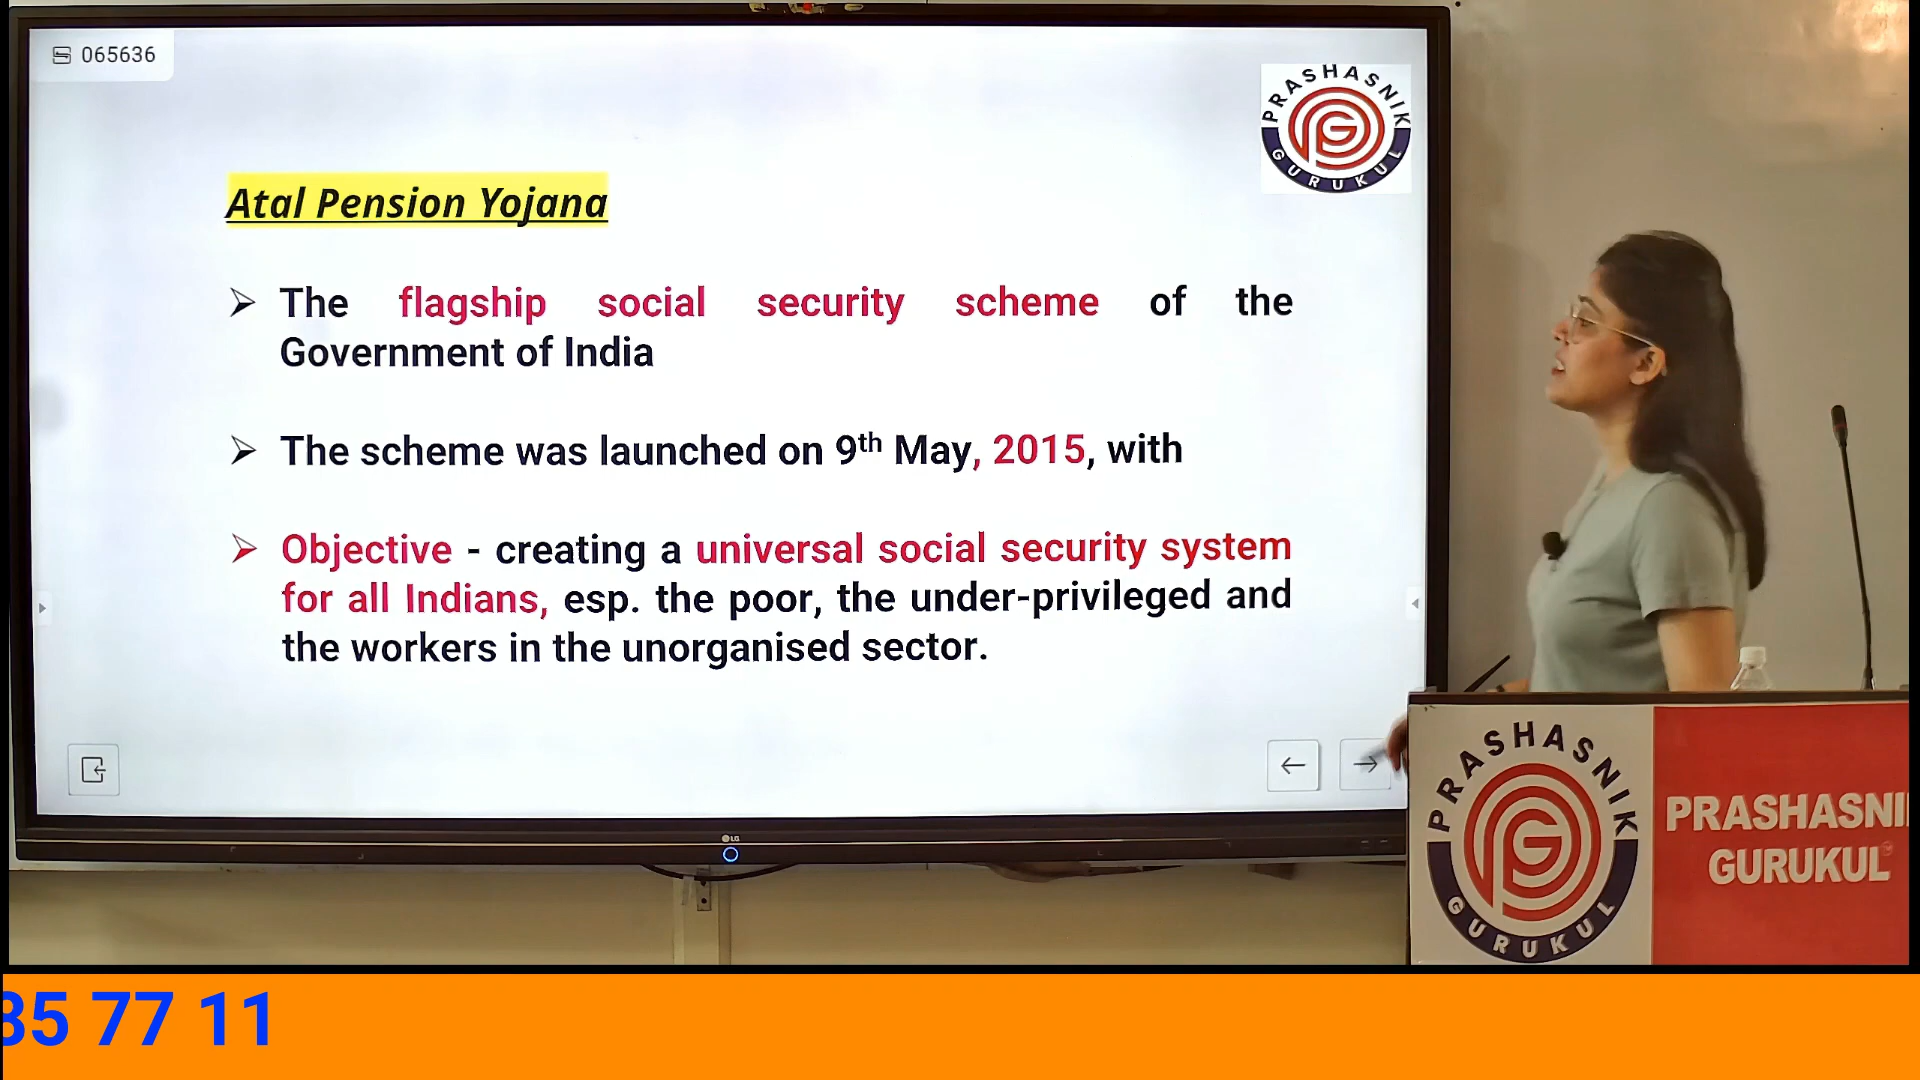 065636
PRASHASNIK
GURUKUL
Atal Pension Yojana
The flagship social security scheme of the
Government of India
The scheme was launched on 9th May, 2015, with
Objective - creating a universal social security system
for all Indians, esp. the poor, the under-privileged and
the workers in the unorganised sector.
LG
PRASHASNIK
GURUKUL
PRASHASNI
GURUKUL
35 77 11